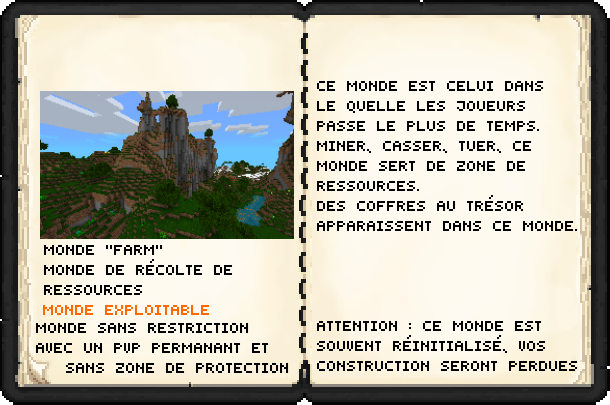 MONDE "FARM"
MONDE DE RÉCOLTE DE
RESSOURCES
MONDE EXPLOITABLE
MONDE SANS RESTRICTION
AVEC UN PVP PERMANANT ET
SANS ZONE DE PROTECTION
CE MONDE EST CELUI DANS
LE QUELLE LES JOUEURS
PASSE LE PLUS DE TEMPS.
MINER, CASSER, TUER, CE
MONDE SERT DE ZONE DE
RESSOURCES.
DES COFFRES AU TRÉSOR
APPARAISSENT DANS CE MONDE.
ATTENTION : CE MONDE EST
SOUVENT RÉINITIALISÉ, VOS
CONSTRUCTION SERONT PERDUES